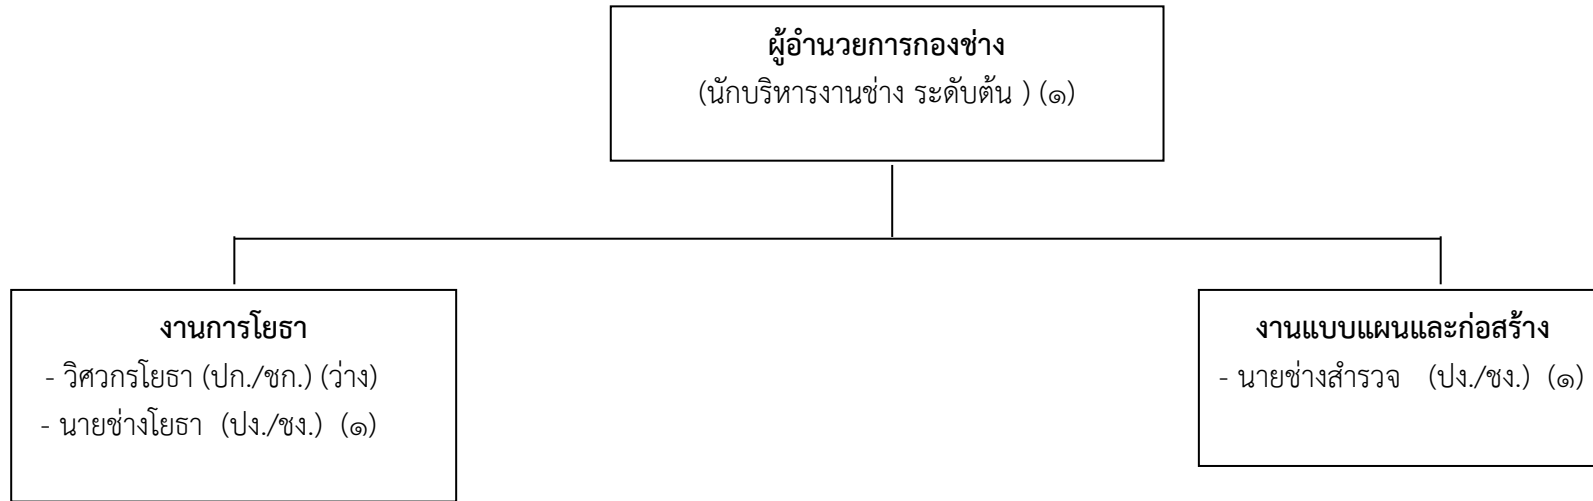 ผู้อำนวยการกองช่าง
(นักบริหารงานช่าง ระดับต้น ) (๑)
งานการโยธา
- วิศวกรโยธา (ปก./ชก.) (ว่าง)
- นายช่างโยธา (ปง./ชง.) (๑)
งานแบบแผนและก่อสร้าง
- นายช่างสำรวจ (ปง./ชง.) (๑)